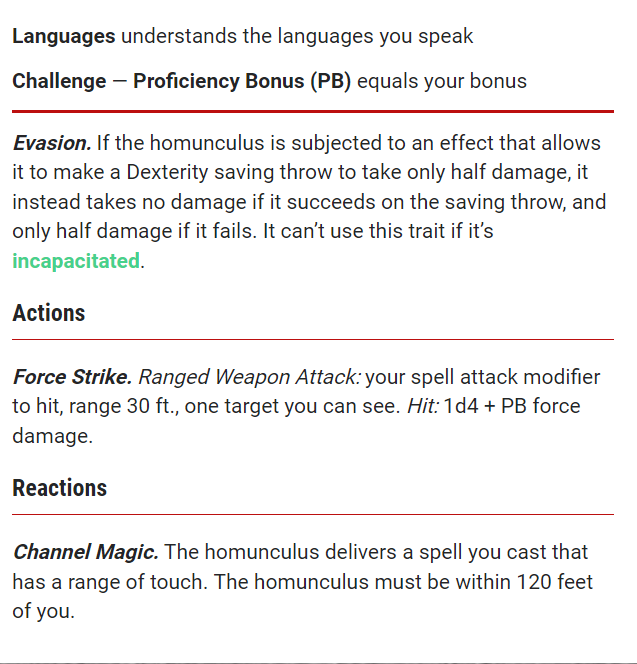 Languages understands the languages you speak
Challenge — Proficiency Bonus (PB) equals your bonus
Evasion. If the homunculus is subjected to an effect that allows
it to make a Dexterity saving throw to take only half damage, it
instead takes no damage if it succeeds on the saving throw, and
only half damage if it fails. It can’t use this trait if it’s
incapacitated.
Actions
Force Strike. Ranged Weapon Attack: your spell attack modifier
to hit, range 30 ft., one target you can see. Hit: 1d4 + PB force
damage.
Reactions
Channel Magic. The homunculus delivers a spell you cast that
has a range of touch. The homunculus must be within 120 feet
of you.